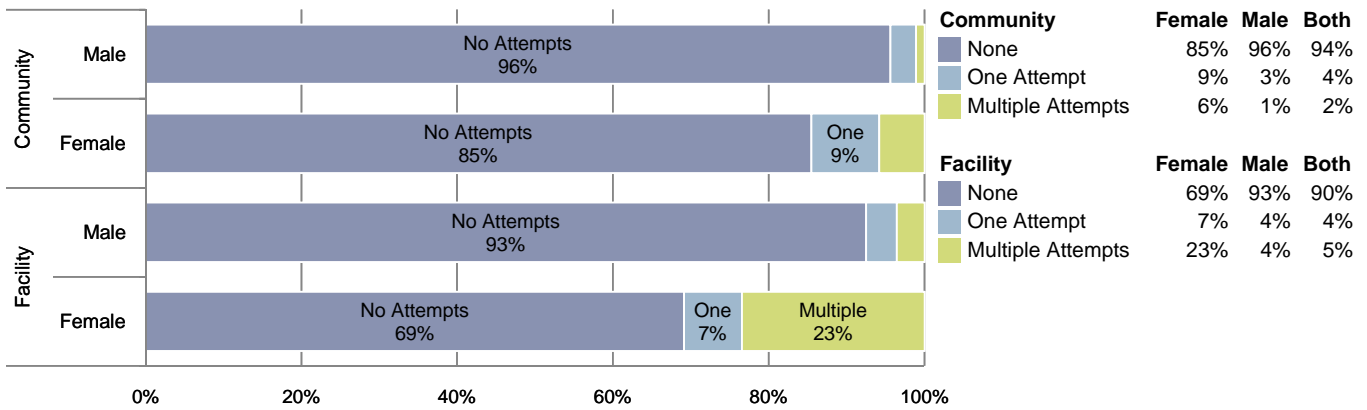 Community
Male
No Attempts
96%
Female
No Attempts
85%
One
9%
Facility
Male
No Attempts
93%
Female
No Attempts
69%
One
7%
Multiple
23%
0% 20% 40% 60% 80% 100%
Community Female Male Both
None 85% 96% 94%
One Attempt 9% 3% 4%
Multiple Attempts 6% 1% 2%
Facility Female Male Both
None 69% 93% 90%
One Attempt 7% 4% 4%
Multiple Attempts 23% 4% 5%